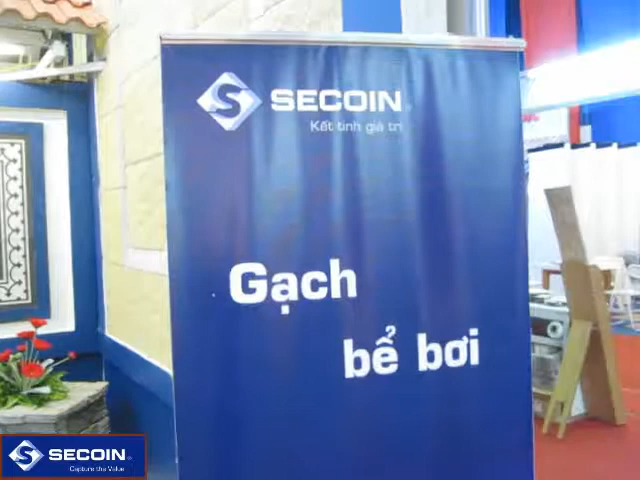 SECOIN
Kết tinh giá trị
Gạch
bể bơi
SECOIN
Capture the Value